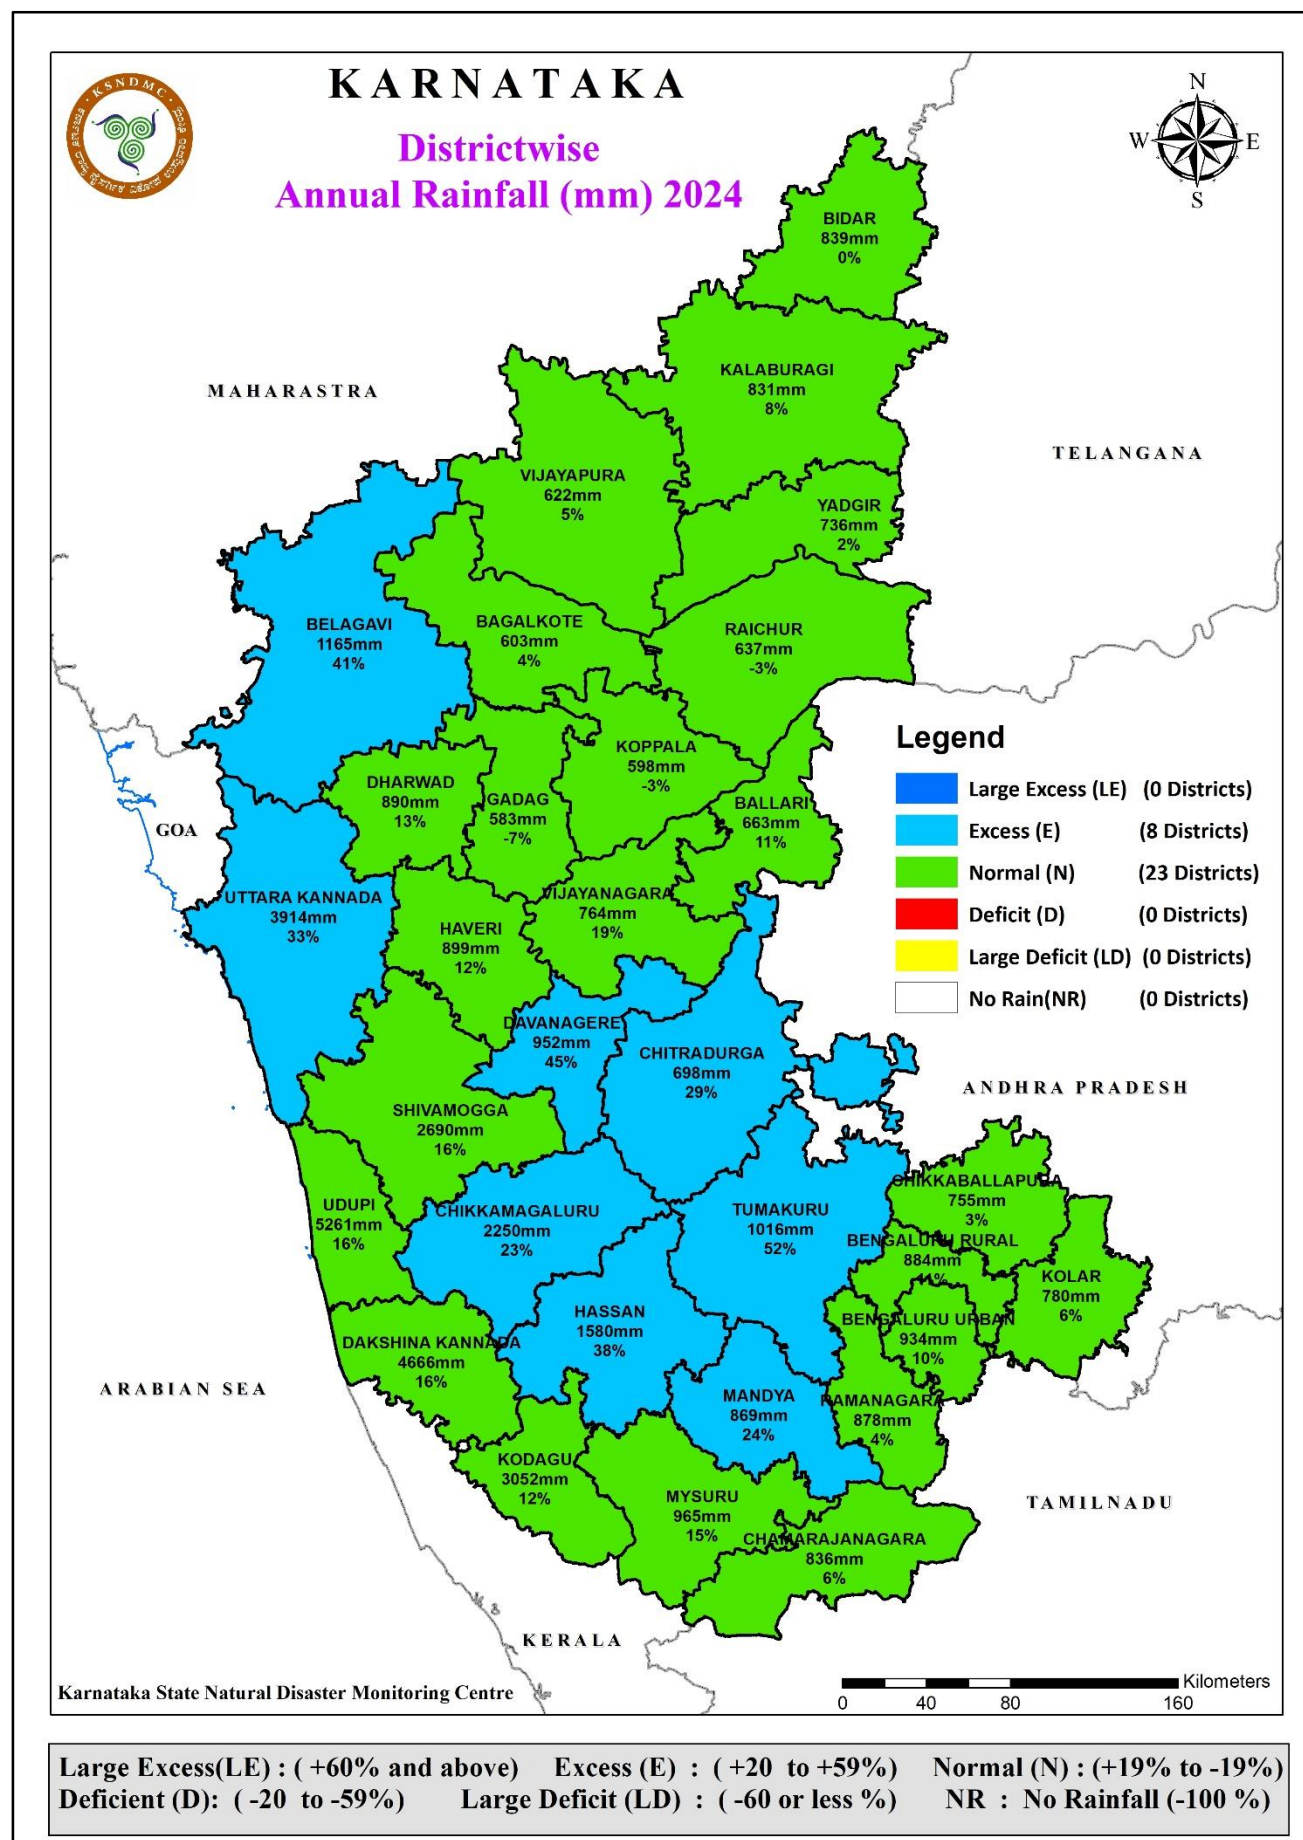 KSNDMC
KARNATAKA
Districtwise
Annual Rainfall (mm) 2024
N
W
E
S
BIDAR
839mm
0%
KALABURAGI
831mm
8%
MAHARASTRA
TELANGANA
VIJAYAPURA
622mm
5%
YADGIR
736mm
2%
BELAGAVI
1165mm
41%
BAGALKOTE
603mm
4%
RAICHUR
637mm
-3%
KOPPALA
598mm
-3%
DHARWAD
890mm
13%
GADAG
583mm
-7%
BALLARI
663mm
11%
GOA
UTTARA KANNADA
3914mm
33%
HAVERI
899mm
12%
VIJAYANAGARA
764mm
19%
Legend
Large Excess (LE) (0 Districts)
Excess (E) (8 Districts)
Normal (N) (23 Districts)
Deficit (D) (0 Districts)
Large Deficit (LD) (0 Districts)
No Rain(NR) (0 Districts)
DAVANAGERE
952mm
45%
CHITRADURGA
698mm
29%
ANDHRA PRADESH
SHIVAMOGGA
2690mm
16%
UDUPI
5261mm
16%
CHIKKAMAGALURU
2250mm
23%
TUMAKURU
1016mm
52%
CHIKKABALLAPURA
755mm
3%
BENGALURU RURAL
884mm
11%
KOLAR
780mm
6%
HASSAN
1580mm
38%
BENGALURU URBAN
934mm
10%
DAKSHINA KANNADA
4666mm
16%
ARABIAN SEA
MANDYA
869mm
24%
RAMANAGARA
878mm
4%
KODAGU
3052mm
12%
MYSURU
965mm
15%
CHAMARAJANAGARA
836mm
6%
TAMILNADU
KERALA
Karnataka State Natural Disaster Monitoring Centre
Kilometers
0 40 80 160
Large Excess(LE) : ( +60% and above) Excess (E) : ( +20 to +59%) Normal (N) : (+19% to -19%)
Deficient (D): ( -20 to -59%) Large Deficit (LD) : ( -60 or less %) NR : No Rainfall (-100 %)